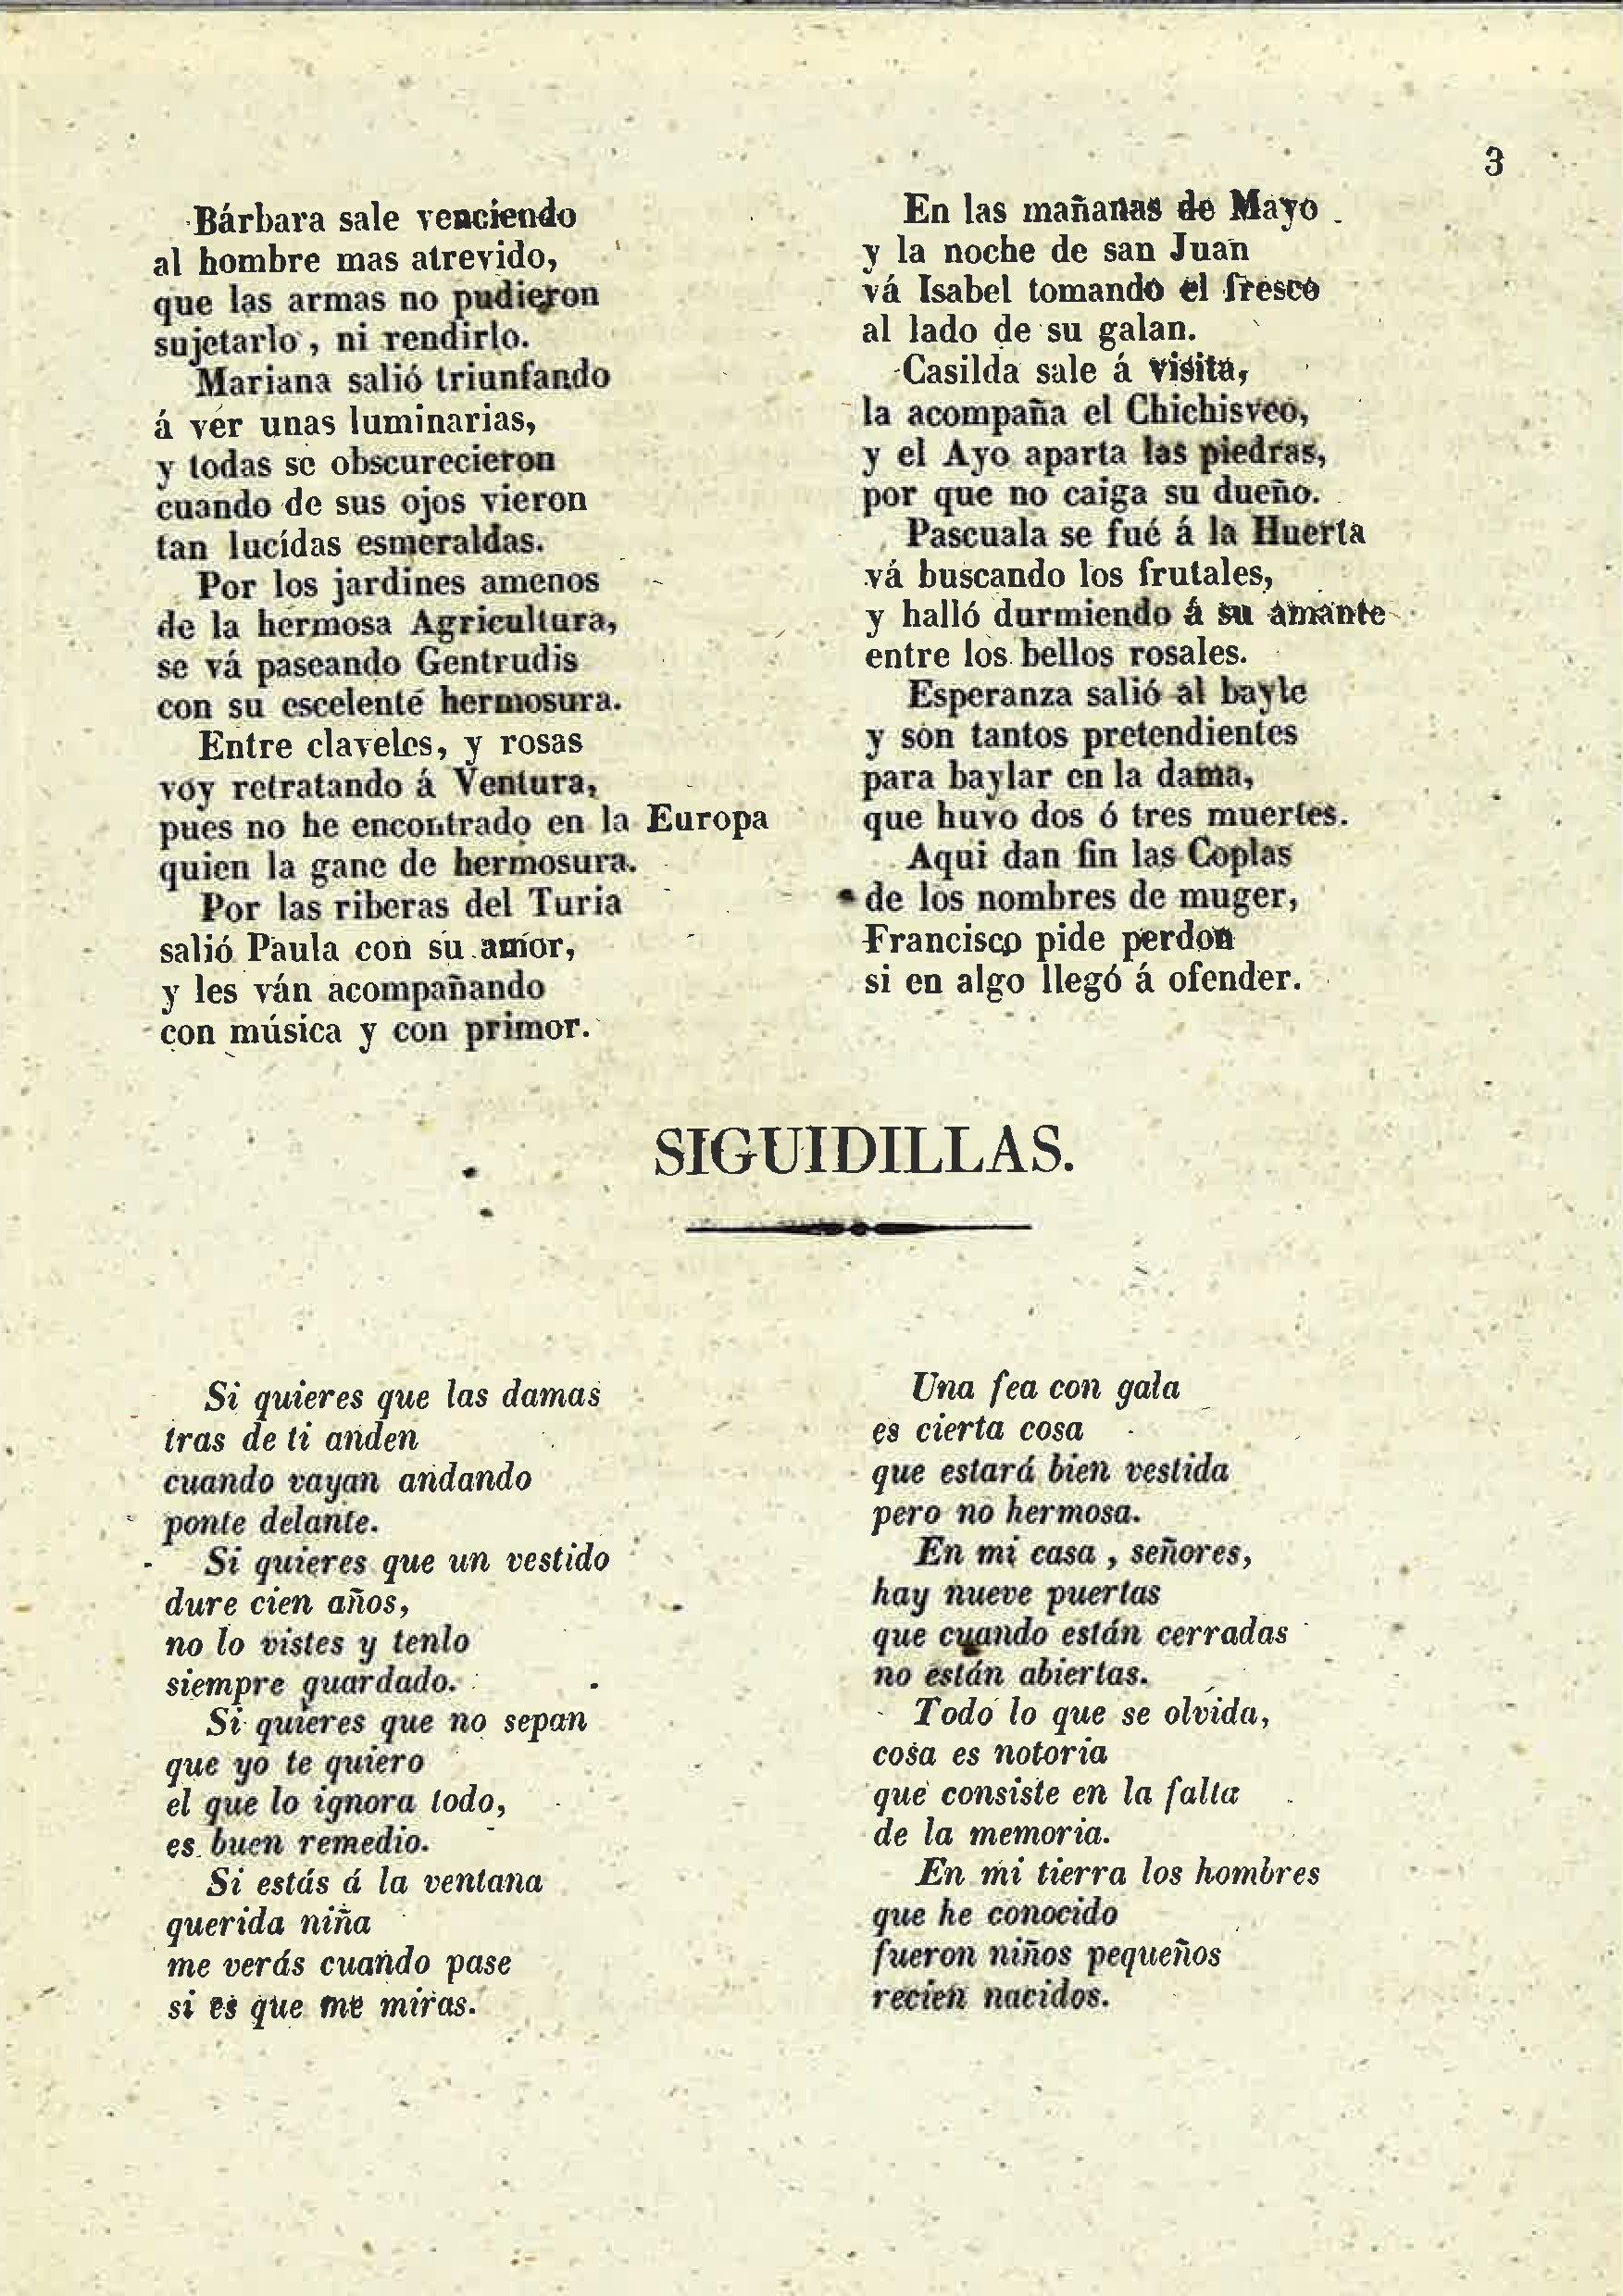 3
Bárbara sale venciendo
al hombre mas atrevido,
que las armas no pudieron
sujetarlo, ni rendirlo.
Mariana salió triunfando
á ver unas luminarias,
y todas se obscurecieron
cuando de sus ojos vieron
tan lucídas esmeraldas.
Por los jardines amenos
de la hermosa Agricultura,
se vá paseando Gentrudis
con su escelente hermosura.
Entre claveles, y rosas
voy retratando á Ventura,
pues no he encontrado en la Europa
quien la gane de hermosura.
Por las riberas del Turia
salió Paula con su amor,
y les ván acompañando
con música y con primor.
En las mañanas de Mayo
y la noche de san Juan
vá Isabel tomando el fresco
al lado de su galan.
Casilda sale á visita,
la acompaña el Chichisveo,
y el Ayo aparta las piedras,
por que no caiga su dueño.
Pascuala se fué á la Huerta
vá buscando los frutales,
y halló durmiendo á su amante
entre los bellos rosales.
Esperanza salió al bayle
y son tantos pretendientes
para baylar en la dama,
que huvo dos ó tres muertes.
Aqui dan fin las Coplas
de los nombres de muger,
Francisco pide perdon
si en algo llegó á ofender.
SIGUIDILLAS.
Si quieres que las damas
tras de ti anden
cuando vayan andando
ponte delante.
Si quieres que un vestido
dure cien años,
no lo vistes y tenlo
siempre guardado.
Si quieres que no sepan
que yo te quiero
el que lo ignora todo,
es buen remedio.
Si estás á la ventana
querida niña
me verás cuando pase
si es que me miras.
Una fea con gala
es cierta cosa
que estará bien vestida
pero no hermosa.
En mi casa, señores,
hay nueve puertas
que cuando están cerradas
no están abiertas.
Todo lo que se olvida,
cosa es notoria
que consiste en la falta
de la memoria.
En mi tierra los hombres
que he conocido
fueron niños pequeños
recien nacidos.